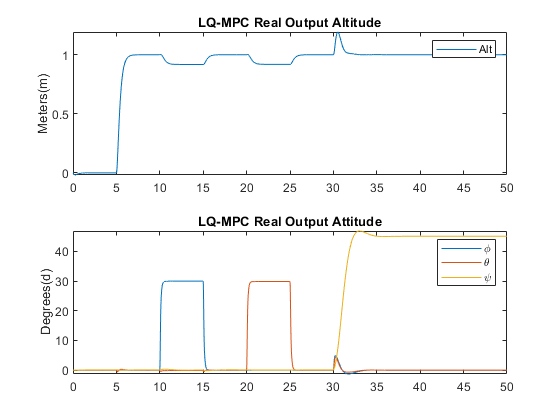 LQ-MPC Real Output Altitude
Meters(m)
1
0.5
0
Alt
0 5 10 15 20 25 30 35 40 45 50
LQ-MPC Real Output Attitude
Degrees(d)
40
30
20
10
0
ϕ
θ
ψ
0 5 10 15 20 25 30 35 40 45 50